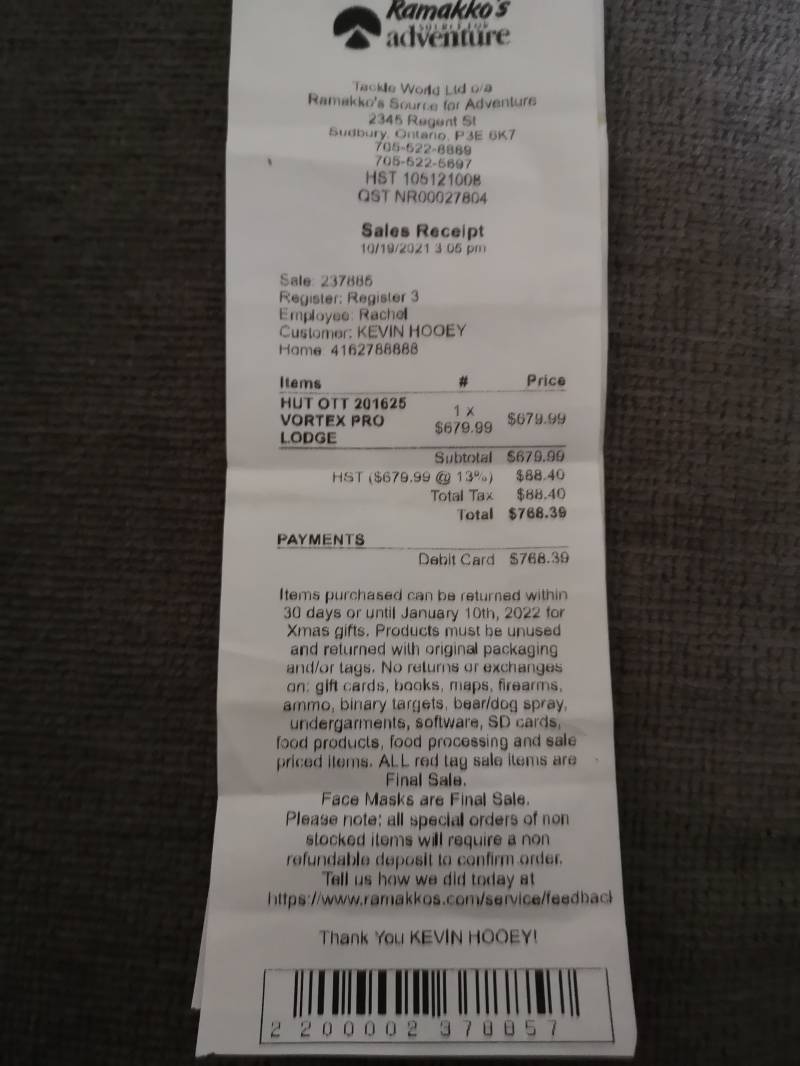 Ramakko's
SOURCE FOR
adventure
Tackle World Ltd o/a
Ramakko's Source for Adventure
2345 Regent St
Sudbury, Ontario, P3E 6K7
705-522-8889
705-522-5697
HST 105121008
QST NR00027804
Sales Receipt
10/19/2021 3:05 pm
Sale: 237885
Register: Register 3
Employee: Rachel
Customer: KEVIN HOOEY
Home: 4162788888
Items # Price
HUT OTT 201625 VORTEX PRO LODGE 1 x $679.99 $679.99
Subtotal $679.99
HST ($679.99 @ 13%) $88.40
Total Tax $88.40
Total $768.39
PAYMENTS
Debit Card $768.39
Items purchased can be returned within
30 days or until January 10th, 2022 for
Xmas gifts. Products must be unused
and returned with original packaging
and/or tags. No returns or exchanges
on: gift cards, books, maps, firearms,
ammo, binary targets, bear/dog spray,
undergarments, software, SD cards,
food products, food processing and sale
priced items. ALL red tag sale items are
Final Sale.
Face Masks are Final Sale.
Please note: all special orders of non
stocked items will require a non
refundable deposit to confirm order.
Tell us how we did today at
https://www.ramakkos.com/service/feedback
Thank You KEVIN HOOEY!
2 200002 378857